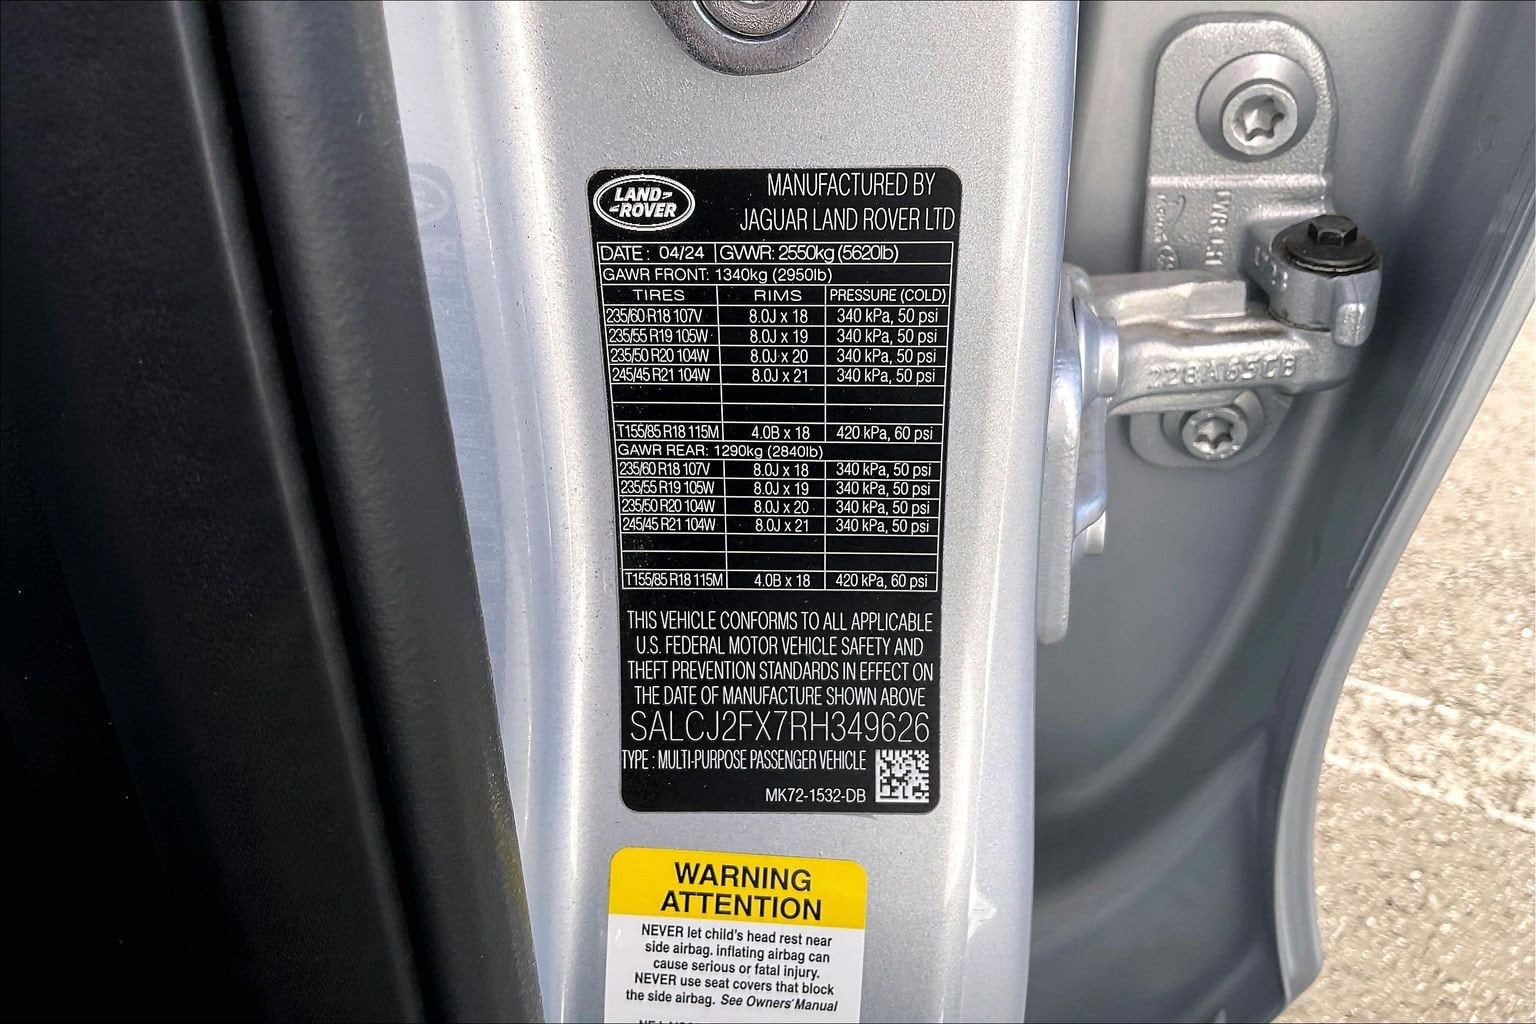 LAND
ROVER
MANUFACTURED BY
JAGUAR LAND ROVER LTD
DATE: 04/24 GVWR: 2550kg (5620lb)
GAWR FRONT: 1340kg (2950lb)
TIRES RIMS PRESSURE (COLD)
235/60 R18 107V 8.0J x 18 340 kPa, 50 psi
235/55 R19 105W 8.0J x 19 340 kPa, 50 psi
235/50 R20 104W 8.0J x 20 340 kPa, 50 psi
245/45 R21 104W 8.0J x 21 340 kPa, 50 psi
T155/85 R18 115M 4.0B x 18 420 kPa, 60 psi
GAWR REAR: 1290kg (2840lb)
235/60 R18 107V 8.0J x 18 340 kPa, 50 psi
235/55 R19 105W 8.0J x 19 340 kPa, 50 psi
235/50 R20 104W 8.0J x 20 340 kPa, 50 psi
245/45 R21 104W 8.0J x 21 340 kPa, 50 psi
T155/85 R18 115M 4.0B x 18 420 kPa, 60 psi
THIS VEHICLE CONFORMS TO ALL APPLICABLE
U.S. FEDERAL MOTOR VEHICLE SAFETY AND
THEFT PREVENTION STANDARDS IN EFFECT ON
THE DATE OF MANUFACTURE SHOWN ABOVE
SALCJ2FX7RH349626
TYPE : MULTI-PURPOSE PASSENGER VEHICLE
MK72-1532-DB
WARNING
ATTENTION
NEVER let child's head rest near
side airbag. inflating airbag can
cause serious or fatal injury.
NEVER use seat covers that block
the side airbag. See Owners' Manual